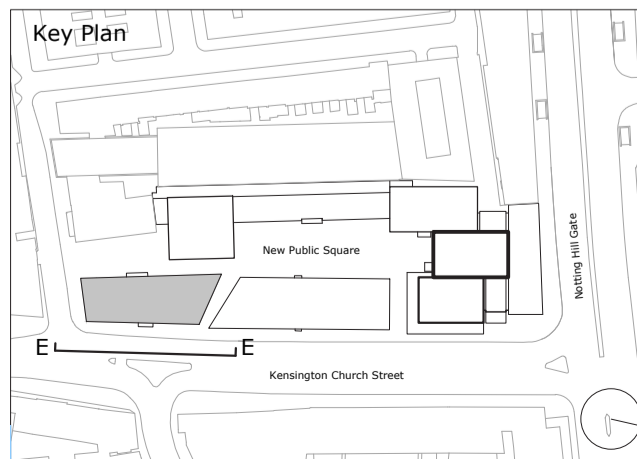 Key Plan
Notting Hill Gate
New Public Square
E E
Kensington Church Street